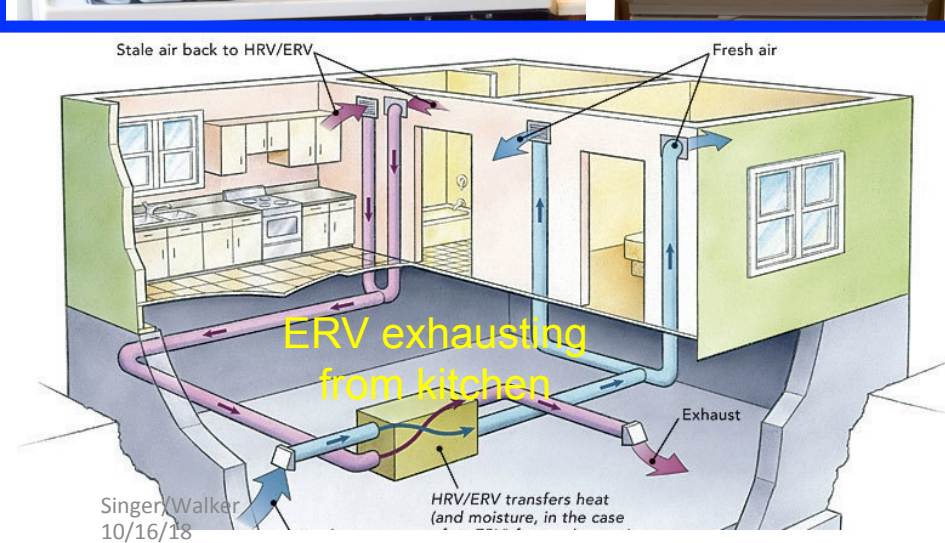 Stale air back to HRV/ERV
Fresh air
ERV exhausting
from kitchen
Exhaust
HRV/ERV transfers heat
(and moisture, in the case
Singer/Walker
10/16/18